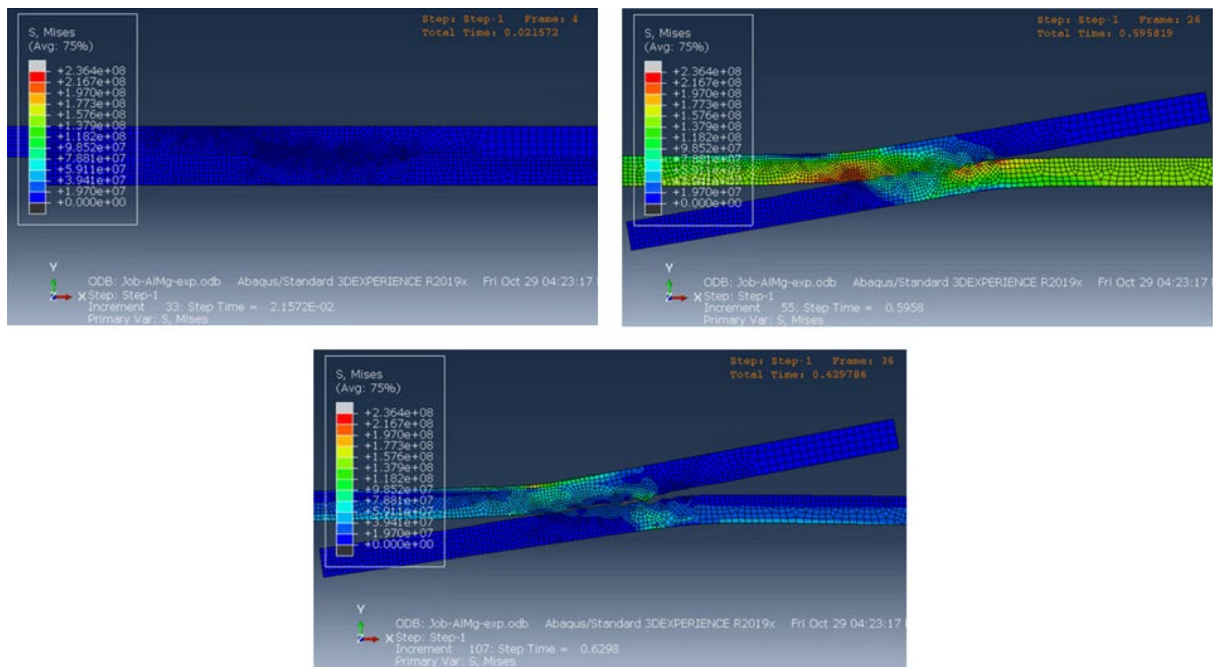 Step: Step-1 Frame: 4
Total Time: 0.021572
S, Mises
(Avg: 75%)
+2.364e+08
+2.167e+08
+1.970e+08
+1.773e+08
+1.576e+08
+1.379e+08
+1.182e+08
+9.852e+07
+7.881e+07
+5.911e+07
+3.941e+07
+1.970e+07
+0.000e+00
Y
X
ODB: Job-AlMg-exp.odb Abaqus/Standard 3DEXPERIENCE R2019x Fri Oct 29 04:23:17
Step: Step-1
Increment 33: Step Time = 2.1572E-02
Primary Var: S, Mises
Step: Step-1 Frame: 26
Total Time: 0.595819
S, Mises
(Avg: 75%)
+2.364e+08
+2.167e+08
+1.970e+08
+1.773e+08
+1.576e+08
+1.379e+08
+1.182e+08
+9.852e+07
+7.881e+07
+5.911e+07
+3.941e+07
+1.970e+07
+0.000e+00
Y
X
ODB: Job-AlMg-exp.odb Abaqus/Standard 3DEXPERIENCE R2019x Fri Oct 29 04:23:17
Step: Step-1
Increment 55: Step Time = 0.5958
Primary Var: S, Mises
Step: Step-1 Frame: 36
Total Time: 0.629786
S, Mises
(Avg: 75%)
+2.364e+08
+2.167e+08
+1.970e+08
+1.773e+08
+1.576e+08
+1.379e+08
+1.182e+08
+9.852e+07
+7.881e+07
+5.911e+07
+3.941e+07
+1.970e+07
+0.000e+00
Y
X
ODB: Job-AlMg-exp.odb Abaqus/Standard 3DEXPERIENCE R2019x Fri Oct 29 04:23:17
Step: Step-1
Increment 107: Step Time = 0.6298
Primary Var: S, Mises